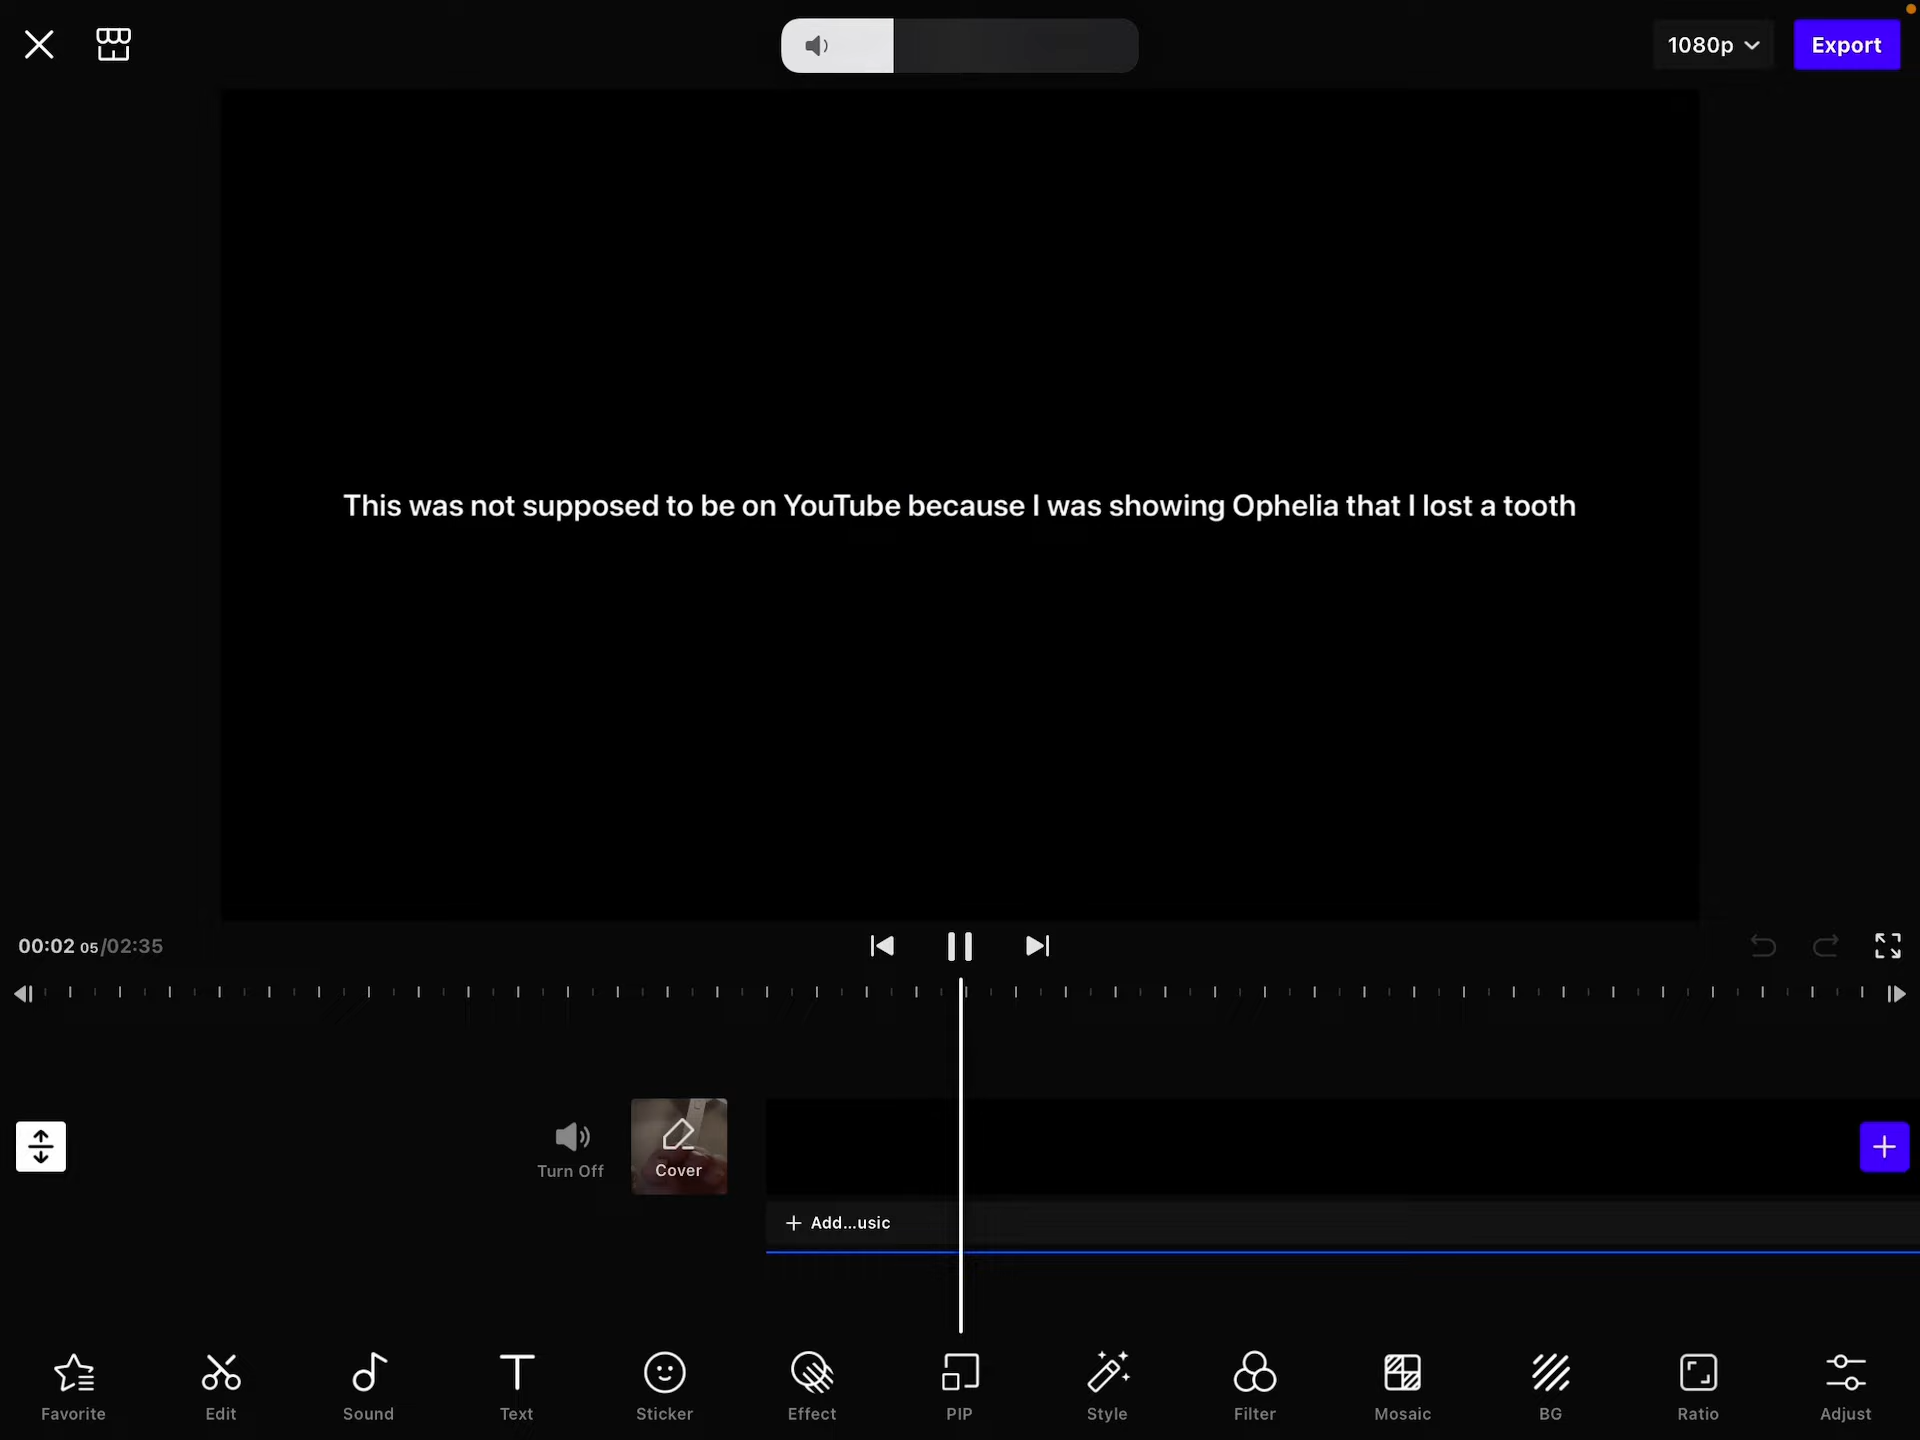 1080p
Export
This was not supposed to be on YouTube because I was showing Ophelia that I lost a tooth
00:02 05/02:35
Turn Off
Cover
+ Add...usic
Favorite
Edit
Sound
Text
Sticker
Effect
PIP
Style
Filter
Mosaic
BG
Ratio
Adjust